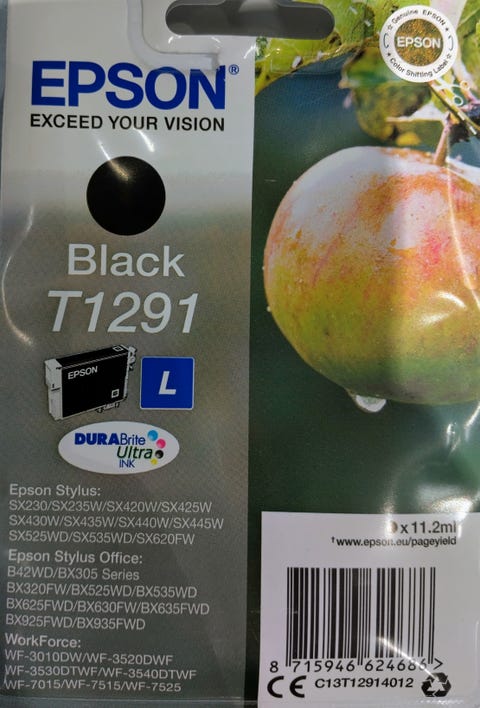 EPSON®
EXCEED YOUR VISION
Genuine EPSON
EPSON
Color Shifting Label
Black
T1291
EPSON
L
DURABrite
Ultra
INK
Epson Stylus:
SX230/SX235W/SX420W/SX425W
SX430W/SX435W/SX440W/SX445W
SX525WD/SX535WD/SX620FW
Epson Stylus Office:
B42WD/BX305 Series
BX320FW/BX525WD/BX535WD
BX625FWD/BX630FW/BX635FWD
BX925FWD/BX935FWD
WorkForce:
WF-3010DW/WF-3520DWF
WF-3530DTWF/WF-3540DTWF
WF-7015/WF-7515/WF-7525
x 11.2ml
†www.epson.eu/pageyield
8 715946 624686 >
CE C13T12914012